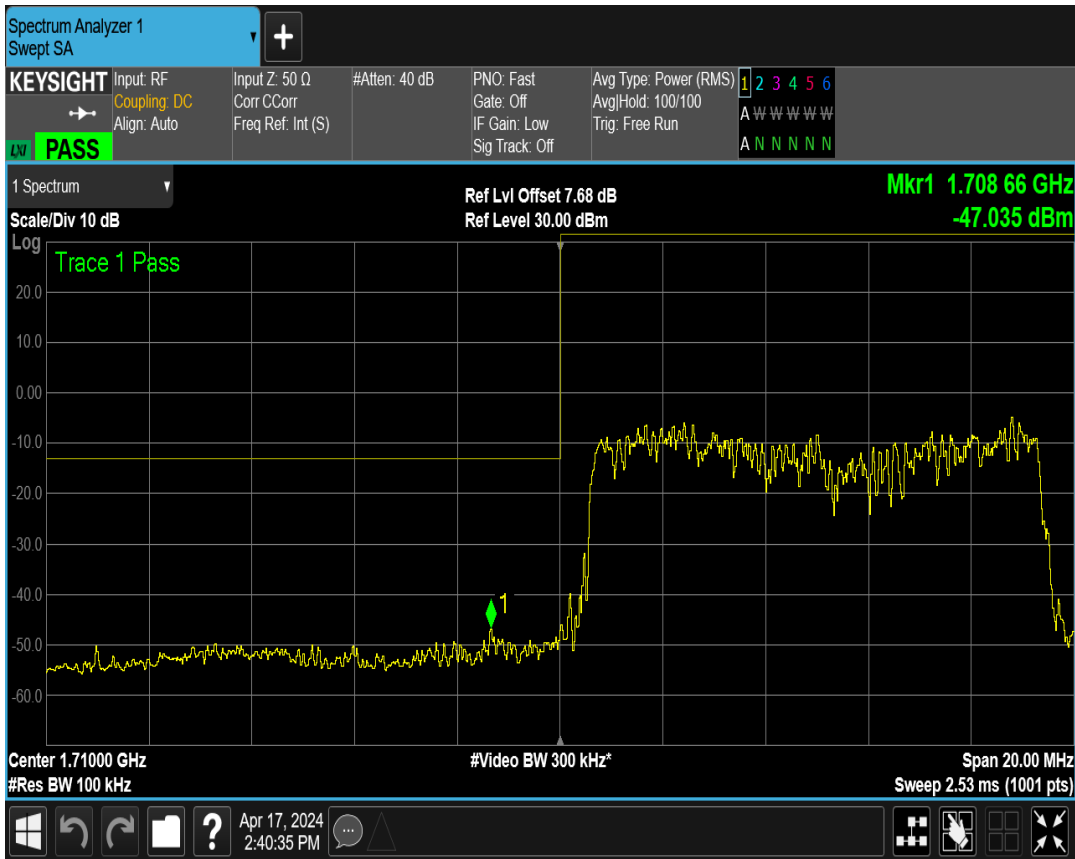 Spectrum Analyzer 1
Swept SA
+
KEYSIGHT
LXI PASS
Input: RF
Coupling: DC
Align: Auto
Input Z: 50 Ω
Corr CCorr
Freq Ref: Int (S)
#Atten: 40 dB
PNO: Fast
Gate: Off
IF Gain: Low
Sig Track: Off
Avg Type: Power (RMS)
Avg|Hold: 100/100
Trig: Free Run
1 2 3 4 5 6
A W W W W W
A N N N N N
1 Spectrum
Scale/Div 10 dB
Ref Lvl Offset 7.68 dB
Ref Level 30.00 dBm
Mkr1 1.708 66 GHz
-47.035 dBm
Log
Trace 1 Pass
20.0
10.0
0.00
-10.0
-20.0
-30.0
-40.0
-50.0
-60.0
1
Center 1.71000 GHz
#Res BW 100 kHz
#Video BW 300 kHz*
Span 20.00 MHz
Sweep 2.53 ms (1001 pts)
?
Apr 17, 2024
2:40:35 PM